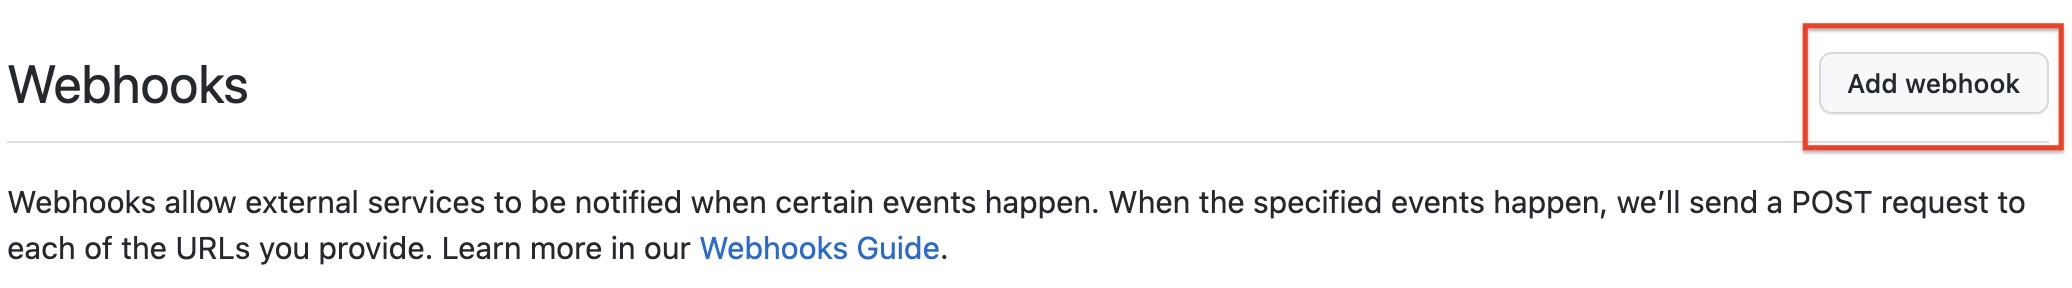 Webhooks
Add webhook
Webhooks allow external services to be notified when certain events happen. When the specified events happen, we’ll send a POST request to
each of the URLs you provide. Learn more in our Webhooks Guide.